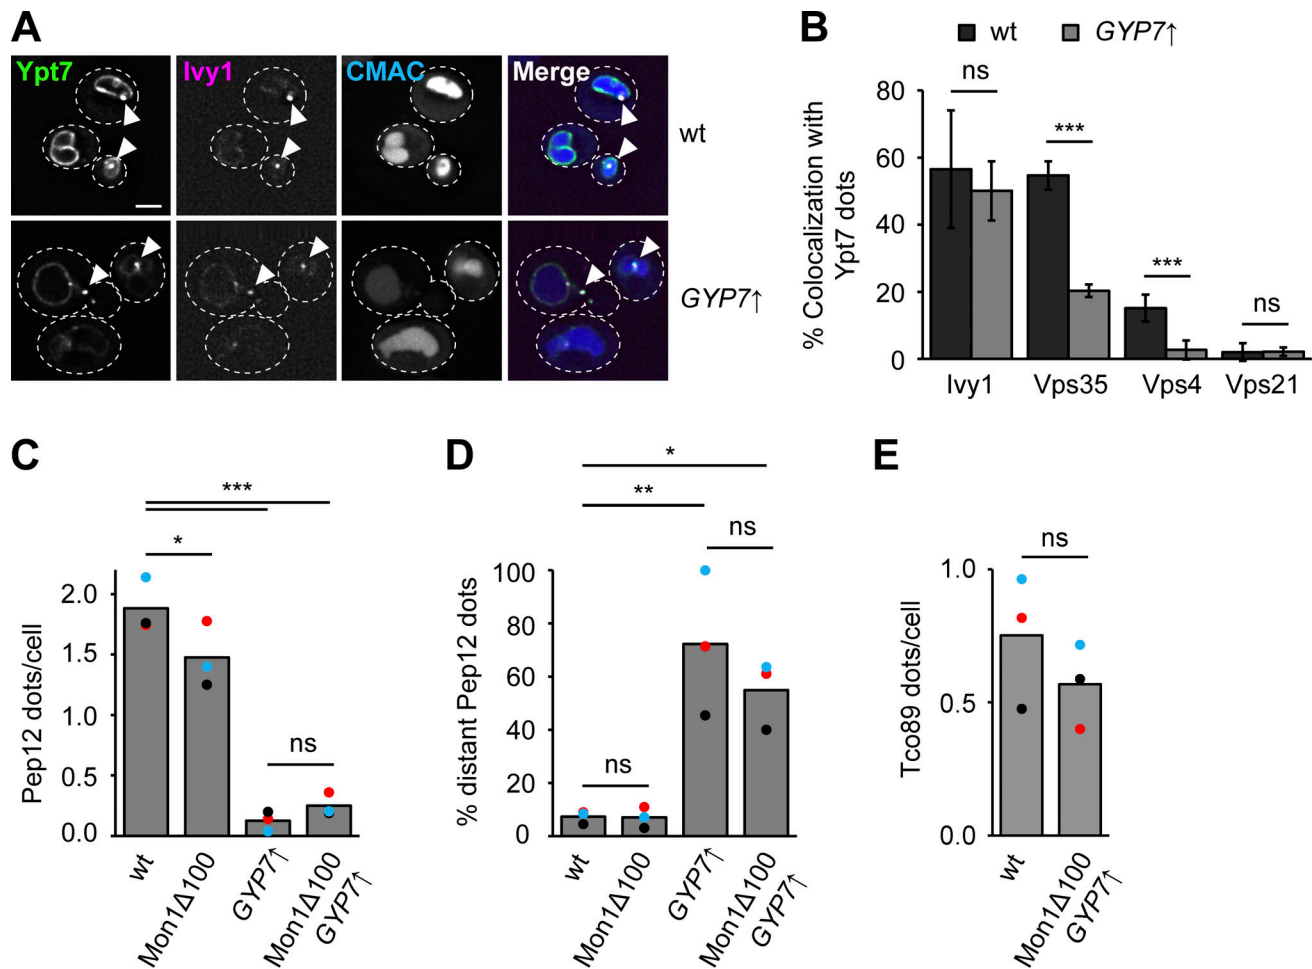 A
Ypt7
Ivy1
CMAC
Merge
wt
GYP7↑
B
wt
GYP7↑
% Colocalization with
Ypt7 dots
80
60
40
20
0
ns
***
***
ns
Ivy1
Vps35
Vps4
Vps21
C
Pep12 dots/cell
2.0
1.5
1.0
0.5
0.0
***
*
ns
wt
Mon1Δ100
GYP7↑
Mon1Δ100
GYP7↑
D
% distant Pep12 dots
100
80
60
40
20
0
*
**
ns
ns
wt
Mon1Δ100
GYP7↑
Mon1Δ100
GYP7↑
E
Tco89 dots/cell
1.0
0.5
0.0
ns
wt
Mon1Δ100
GYP7↑